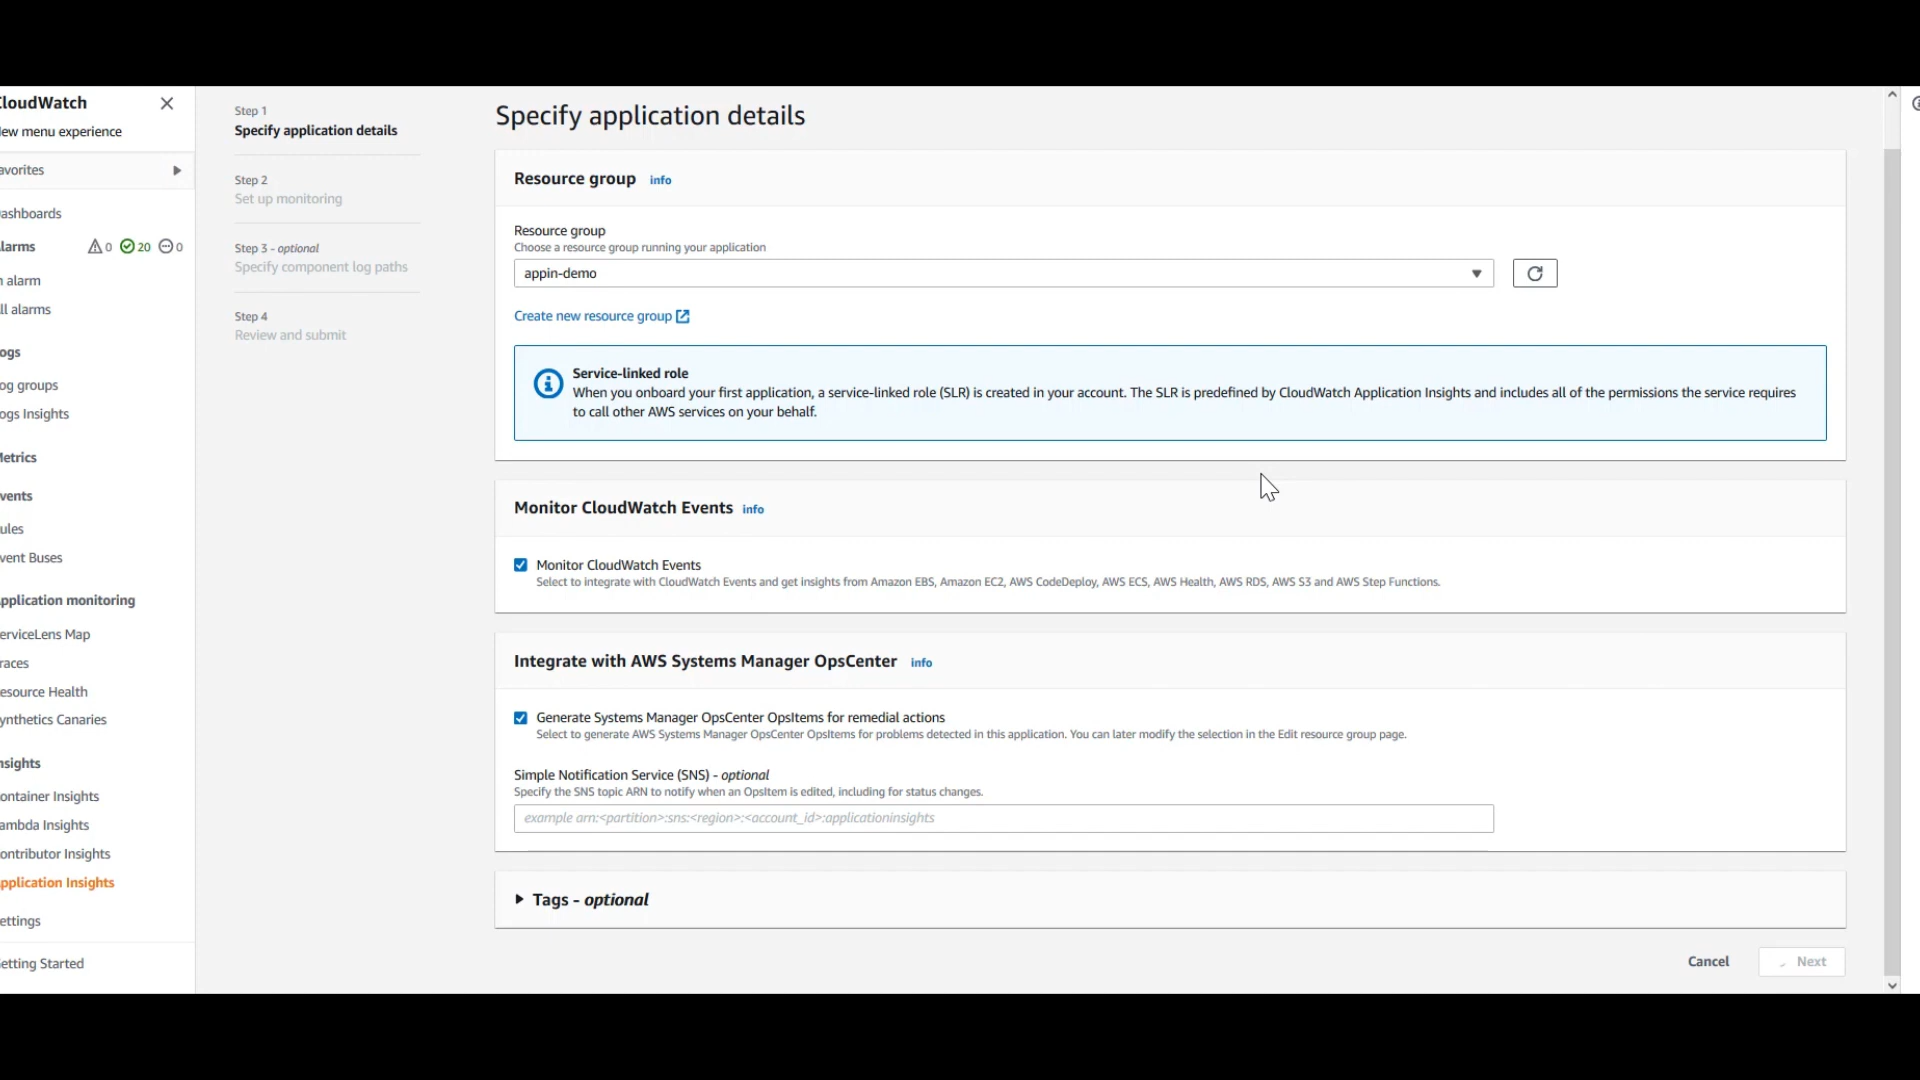 loudWatch
ew menu experience
avorites
ashboards
larms 0 20 0
n alarm
ll alarms
ogs
og groups
ogs Insights
Metrics
vents
ules
vent Buses
pplication monitoring
erviceLens Map
races
esource Health
ynthetics Canaries
nsights
ontainer Insights
ambda Insights
ontributor Insights
pplication Insights
ettings
etting Started
Step 1
Specify application details
Step 2
Set up monitoring
Step 3 - optional
Specify component log paths
Step 4
Review and submit
Specify application details
Resource group info
Resource group
Choose a resource group running your application
appin-demo
Create new resource group
Service-linked role
When you onboard your first application, a service-linked role (SLR) is created in your account. The SLR is predefined by CloudWatch Application Insights and includes all of the permissions the service requires
to call other AWS services on your behalf.
Monitor CloudWatch Events info
Monitor CloudWatch Events
Select to integrate with CloudWatch Events and get insights from Amazon EBS, Amazon EC2, AWS CodeDeploy, AWS ECS, AWS Health, AWS RDS, AWS S3 and AWS Step Functions.
Integrate with AWS Systems Manager OpsCenter info
Generate Systems Manager OpsCenter OpsItems for remedial actions
Select to generate AWS Systems Manager OpsCenter OpsItems for problems detected in this application. You can later modify the selection in the Edit resource group page.
Simple Notification Service (SNS) - optional
Specify the SNS topic ARN to notify when an OpsItem is edited, including for status changes.
example arn:<partition>:sns:<region>:<account_id>:applicationinsights
Tags - optional
Cancel
Next